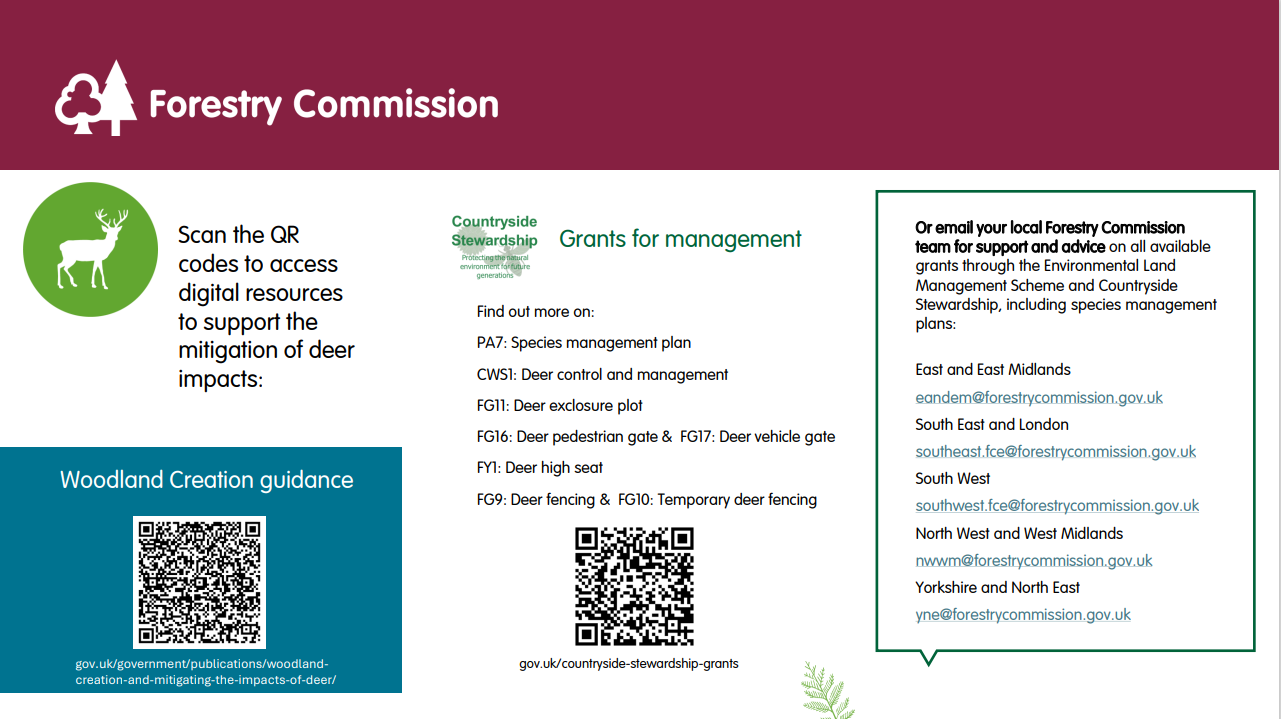 Forestry Commission
Scan the QR
codes to access
digital resources
to support the
mitigation of deer
impacts:
Woodland Creation guidance
gov.uk/government/publications/woodland-
creation-and-mitigating-the-impacts-of-deer/
Countryside
Stewardship
Protecting the natural
environment for future
generations
Grants for management
Find out more on:
PA7: Species management plan
CWS1: Deer control and management
FG11: Deer exclosure plot
FG16: Deer pedestrian gate &  FG17: Deer vehicle gate
FY1: Deer high seat
FG9: Deer fencing &  FG10: Temporary deer fencing
gov.uk/countryside-stewardship-grants
Or email your local Forestry Commission
team for support and advice on all available
grants through the Environmental Land
Management Scheme and Countryside
Stewardship, including species management
plans:
East and East Midlands
eandem@forestrycommission.gov.uk
South East and London
southeast.fce@forestrycommission.gov.uk
South West
southwest.fce@forestrycommission.gov.uk
North West and West Midlands
nwwm@forestrycommission.gov.uk
Yorkshire and North East
yne@forestrycommission.gov.uk